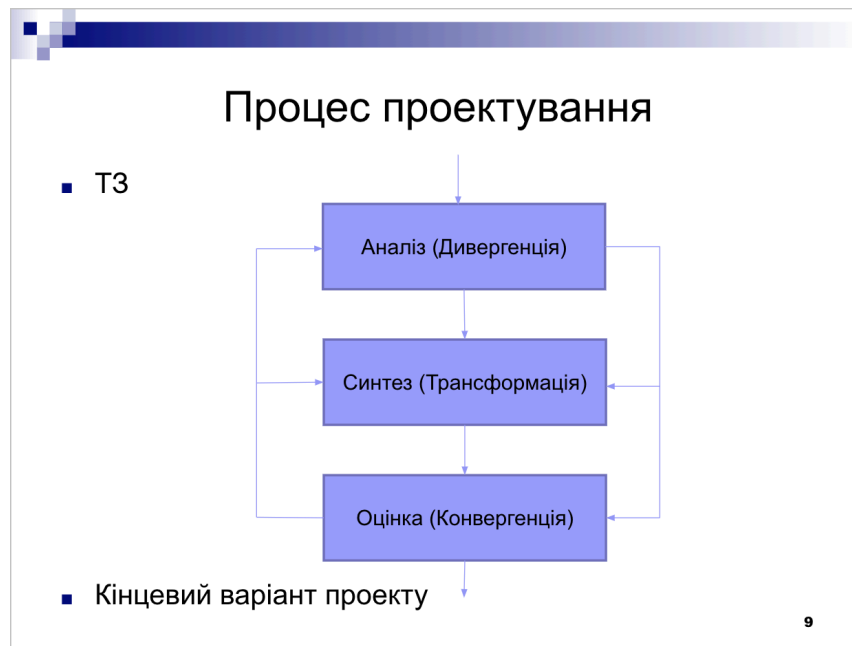 Процес проектування
ТЗ
Аналіз (Дивергенція)
Синтез (Трансформація)
Оцінка (Конвергенція)
Кінцевий варіант проекту
9